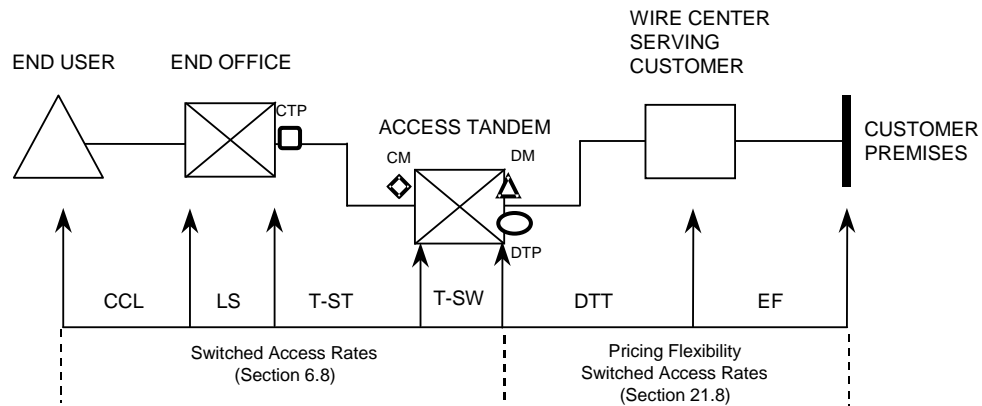 WIRE CENTER
SERVING
CUSTOMER
END USER
END OFFICE
CTP
ACCESS TANDEM
CUSTOMER
PREMISES
CM
DM
DTP
CCL
LS
T-ST
T-SW
DTT
EF
Switched Access Rates
(Section 6.8)
Pricing Flexibility
Switched Access Rates
(Section 21.8)